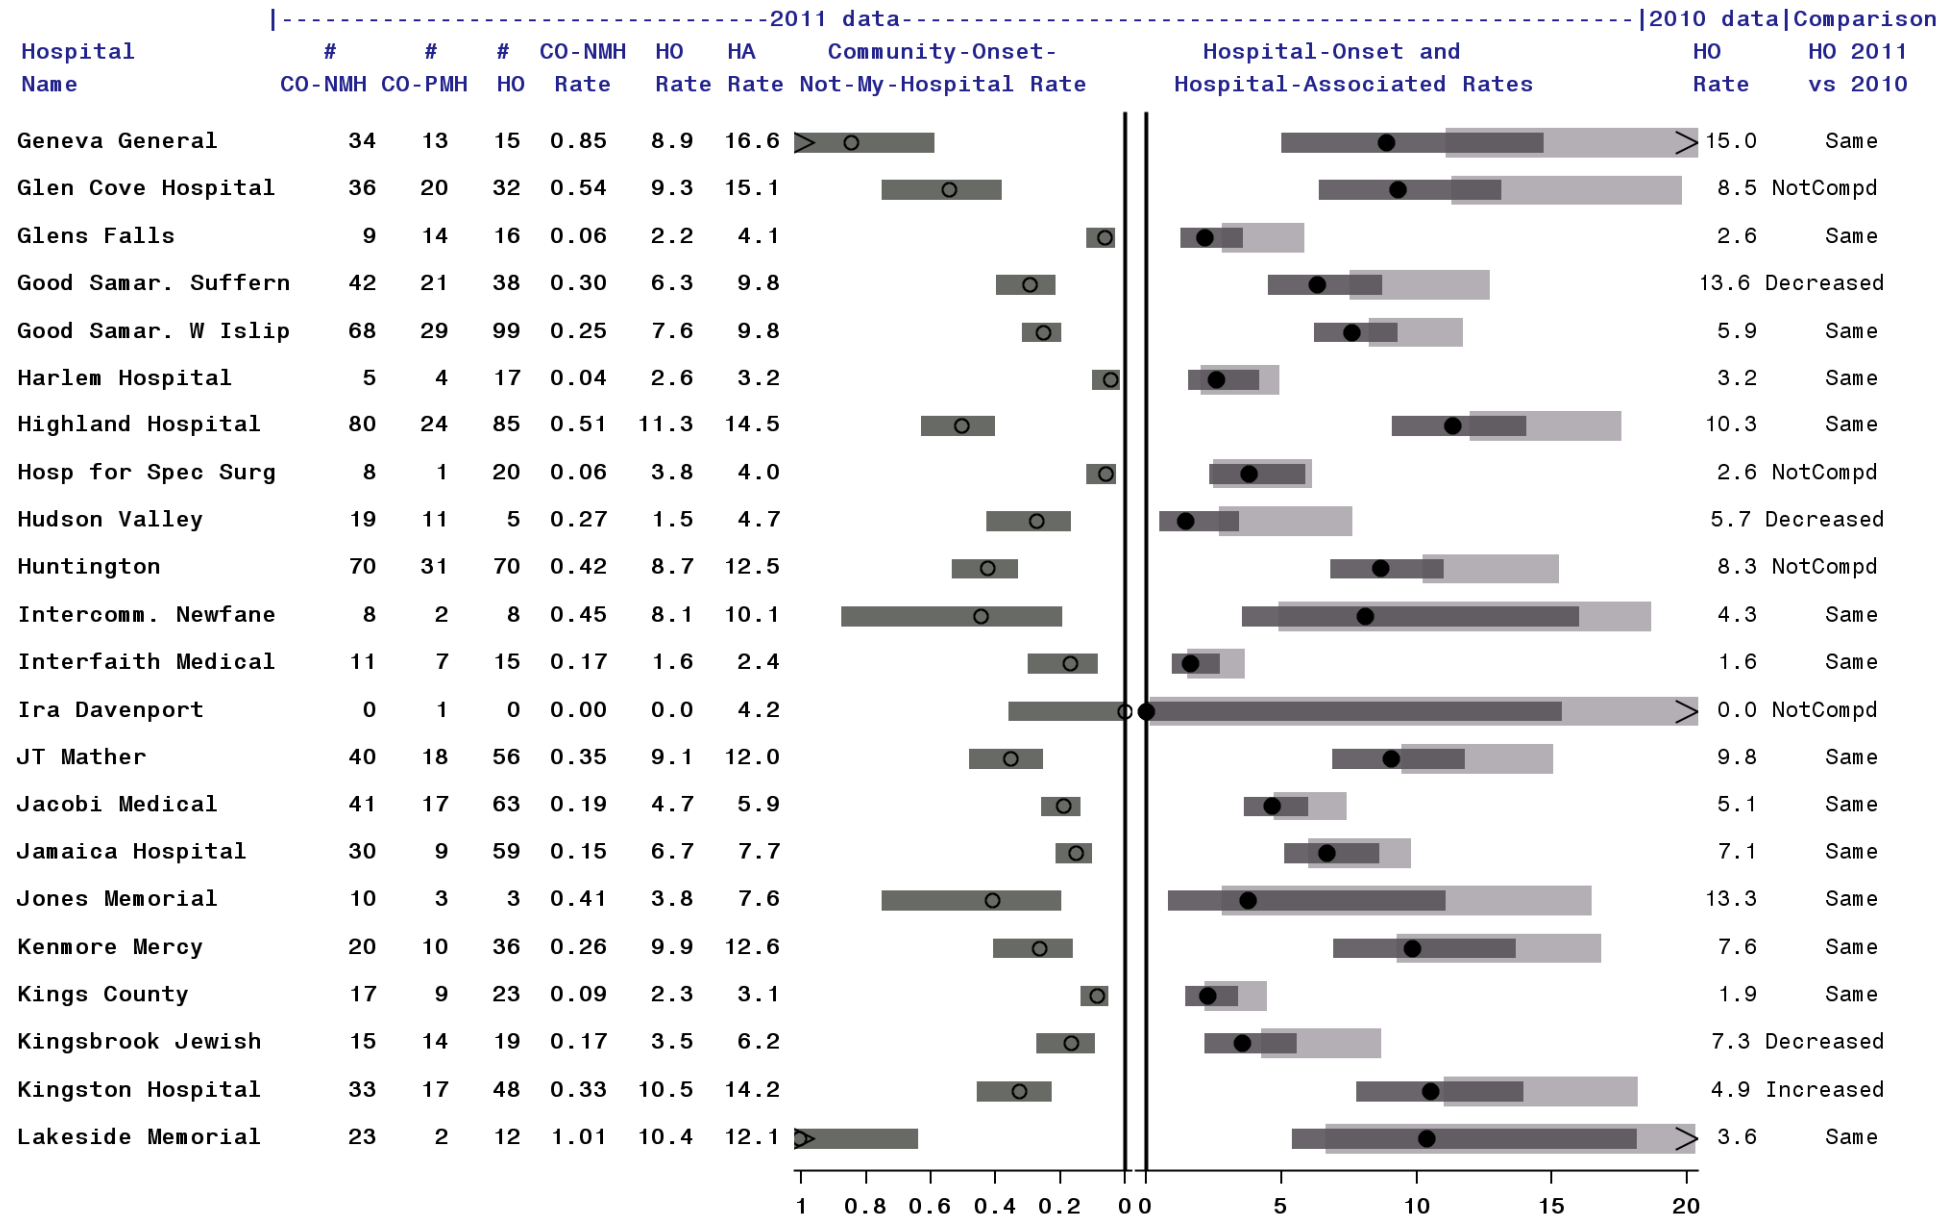 |----------------------------------2011 data---------------------------------------------------|2010 data|Comparison
Hospital # # # CO-NMH HO HA Community-Onset- Hospital-Onset and HO HO 2011
Name CO-NMH CO-PMH HO Rate Rate Rate Not-My-Hospital Rate Hospital-Associated Rates Rate vs 2010
Geneva General 34 13 15 0.85 8.9 16.6 > > 15.0 Same
Glen Cove Hospital 36 20 32 0.54 9.3 15.1 8.5 NotCompd
Glens Falls 9 14 16 0.06 2.2 4.1 2.6 Same
Good Samar. Suffern 42 21 38 0.30 6.3 9.8 13.6 Decreased
Good Samar. W Islip 68 29 99 0.25 7.6 9.8 5.9 Same
Harlem Hospital 5 4 17 0.04 2.6 3.2 3.2 Same
Highland Hospital 80 24 85 0.51 11.3 14.5 10.3 Same
Hosp for Spec Surg 8 1 20 0.06 3.8 4.0 2.6 NotCompd
Hudson Valley 19 11 5 0.27 1.5 4.7 5.7 Decreased
Huntington 70 31 70 0.42 8.7 12.5 8.3 NotCompd
Intercomm. Newfane 8 2 8 0.45 8.1 10.1 4.3 Same
Interfaith Medical 11 7 15 0.17 1.6 2.4 1.6 Same
Ira Davenport 0 1 0 0.00 0.0 4.2 > 0.0 NotCompd
JT Mather 40 18 56 0.35 9.1 12.0 9.8 Same
Jacobi Medical 41 17 63 0.19 4.7 5.9 5.1 Same
Jamaica Hospital 30 9 59 0.15 6.7 7.7 7.1 Same
Jones Memorial 10 3 3 0.41 3.8 7.6 13.3 Same
Kenmore Mercy 20 10 36 0.26 9.9 12.6 7.6 Same
Kings County 17 9 23 0.09 2.3 3.1 1.9 Same
Kingsbrook Jewish 15 14 19 0.17 3.5 6.2 7.3 Decreased
Kingston Hospital 33 17 48 0.33 10.5 14.2 4.9 Increased
Lakeside Memorial 23 2 12 1.01 10.4 12.1 > > 3.6 Same
1 0.8 0.6 0.4 0.2 0 0 5 10 15 20